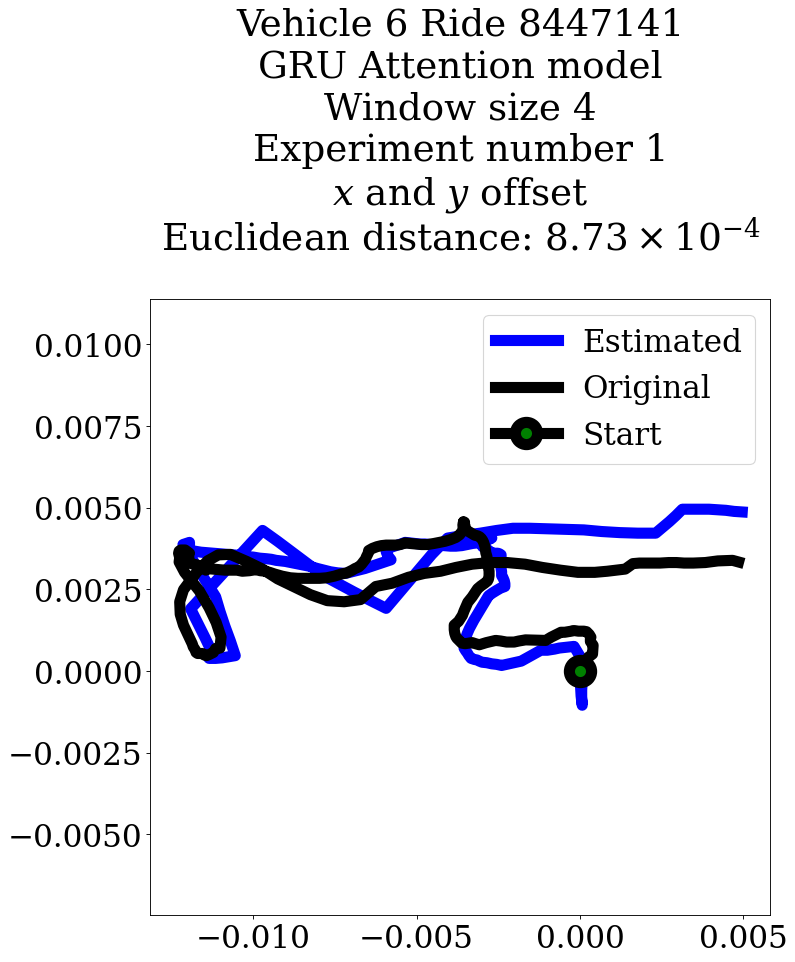 Vehicle 6 Ride 8447141
GRU Attention model
Window size 4
Experiment number 1
x and y offset
Euclidean distance: 8.73 × 10⁻⁴
Estimated
Original
Start
0.0100
0.0075
0.0050
0.0025
0.0000
−0.0025
−0.0050
−0.010
−0.005
0.000
0.005